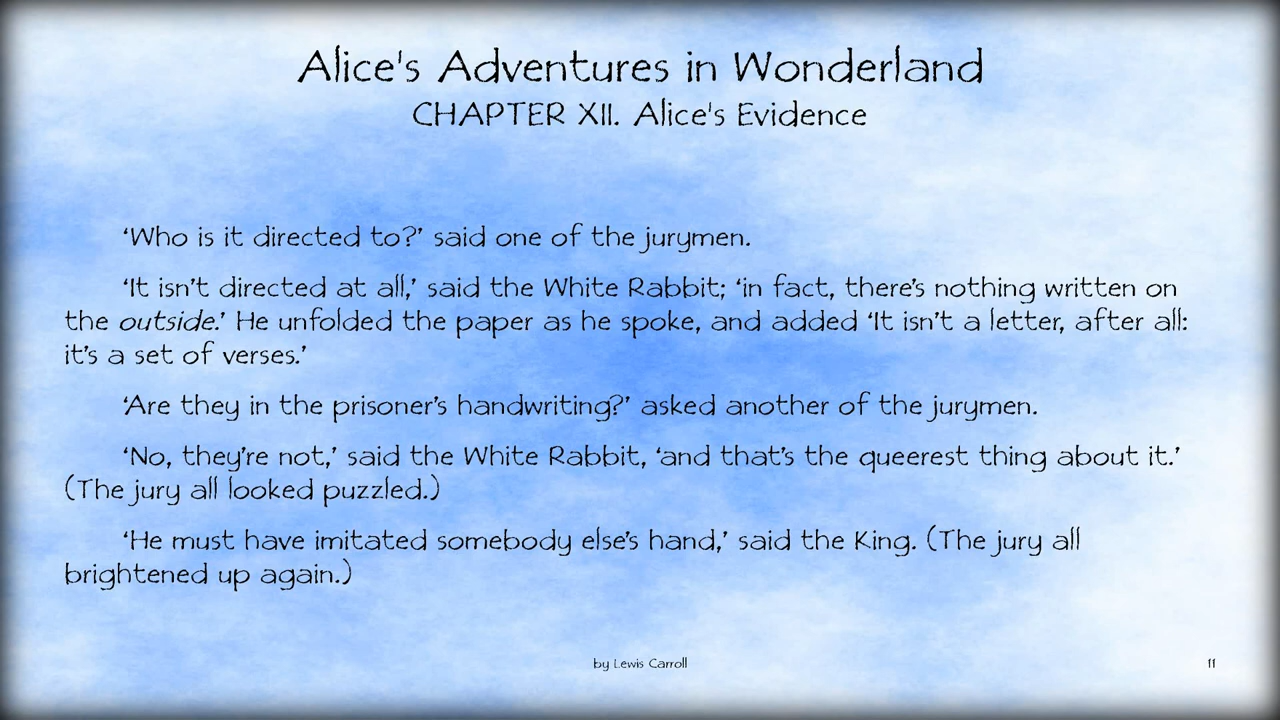 Alice's Adventures in Wonderland
CHAPTER XII. Alice's Evidence
‘Who is it directed to?’ said one of the jurymen.
‘It isn’t directed at all,’ said the White Rabbit; ‘in fact, there’s nothing written on
the outside.’ He unfolded the paper as he spoke, and added ‘It isn’t a letter, after all:
it’s a set of verses.’
‘Are they in the prisoner’s handwriting?’ asked another of the jurymen.
‘No, they’re not,’ said the White Rabbit, ‘and that’s the queerest thing about it.’
(The jury all looked puzzled.)
‘He must have imitated somebody else’s hand,’ said the King. (The jury all
brightened up again.)
by Lewis Carroll
11